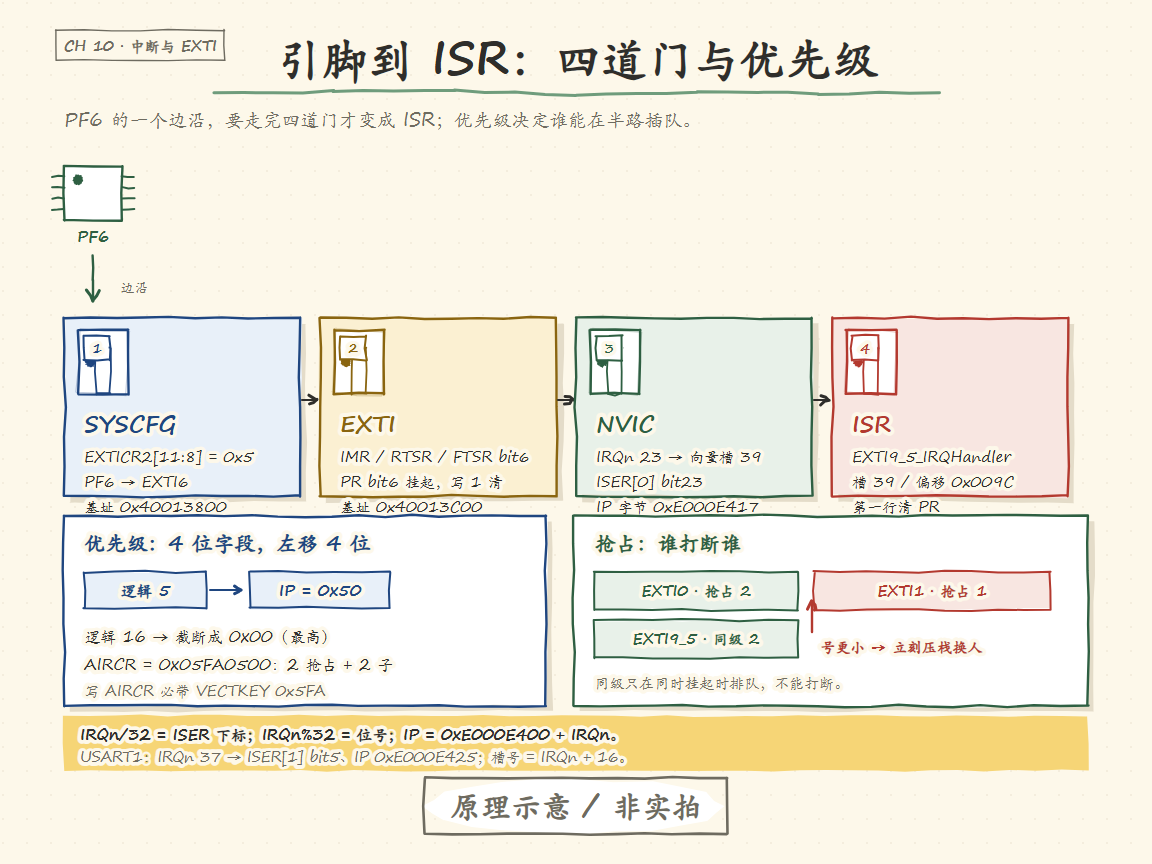 CH 10 · 中断与 EXTI
引脚到 ISR：四道门与优先级
PF6 的一个边沿，要走完四道门才变成 ISR；优先级决定谁能在半路插队。
PF6
边沿
1
SYSCFG
EXTICR2[11:8] = 0x5
PF6 → EXTI6
基址 0x40013800
2
EXTI
IMR / RTSR / FTSR bit6
PR bit6 挂起，写 1 清
基址 0x40013C00
3
NVIC
IRQn 23 → 向量槽 39
ISER[0] bit23
IP 字节 0xE000E417
4
ISR
EXTI9_5_IRQHandler
槽 39 / 偏移 0x009C
第一行清 PR
优先级：4 位字段，左移 4 位
逻辑 5
IP = 0x50
逻辑 16 → 截断成 0x00（最高）
AIRCR = 0x05FA0500：2 抢占 + 2 子
写 AIRCR 必带 VECTKEY 0x5FA
抢占：谁打断谁
EXTI0 · 抢占 2
EXTI1 · 抢占 1
EXTI9_5 · 同级 2
号更小 → 立刻压栈换人
同级只在同时挂起时排队，不能打断。
IRQn/32 = ISER 下标；IRQn%32 = 位号；IP = 0xE000E400 + IRQn。
USART1：IRQn 37 → ISER[1] bit5、IP 0xE000E425；槽号 = IRQn + 16。
原理示意 / 非实拍